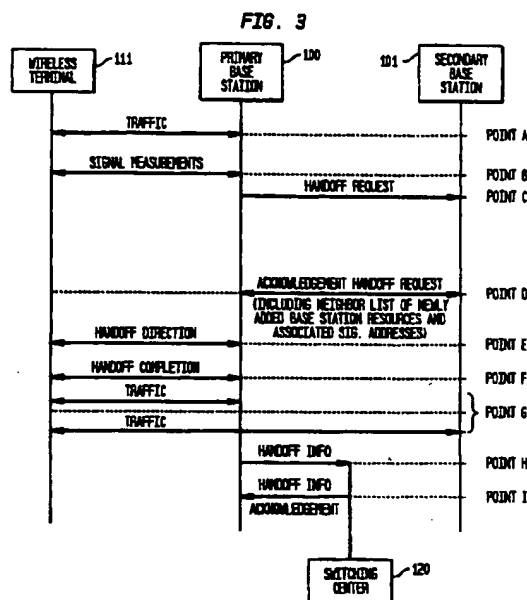 FIG. 3
WIRELESS
TERMINAL
111
PRIMARY
BASE
STATION
100
101
SECONDARY
BASE
STATION
TRAFFIC
POINT A
SIGNAL MEASUREMENTS
POINT B
HANDOFF REQUEST
POINT C
ACKNOWLEDGEMENT HANDOFF REQUEST
POINT D
(INCLUDING NEIGHBOR LIST OF NEWLY
ADDED BASE STATION RESOURCES AND
ASSOCIATED SIG. ADDRESSES)
HANDOFF DIRECTION
POINT E
HANDOFF COMPLETION
POINT F
TRAFFIC
POINT G
TRAFFIC
HANDOFF INFO
POINT H
HANDOFF INFO
POINT I
ACKNOWLEDGEMENT
SWITCHING
CENTER
120